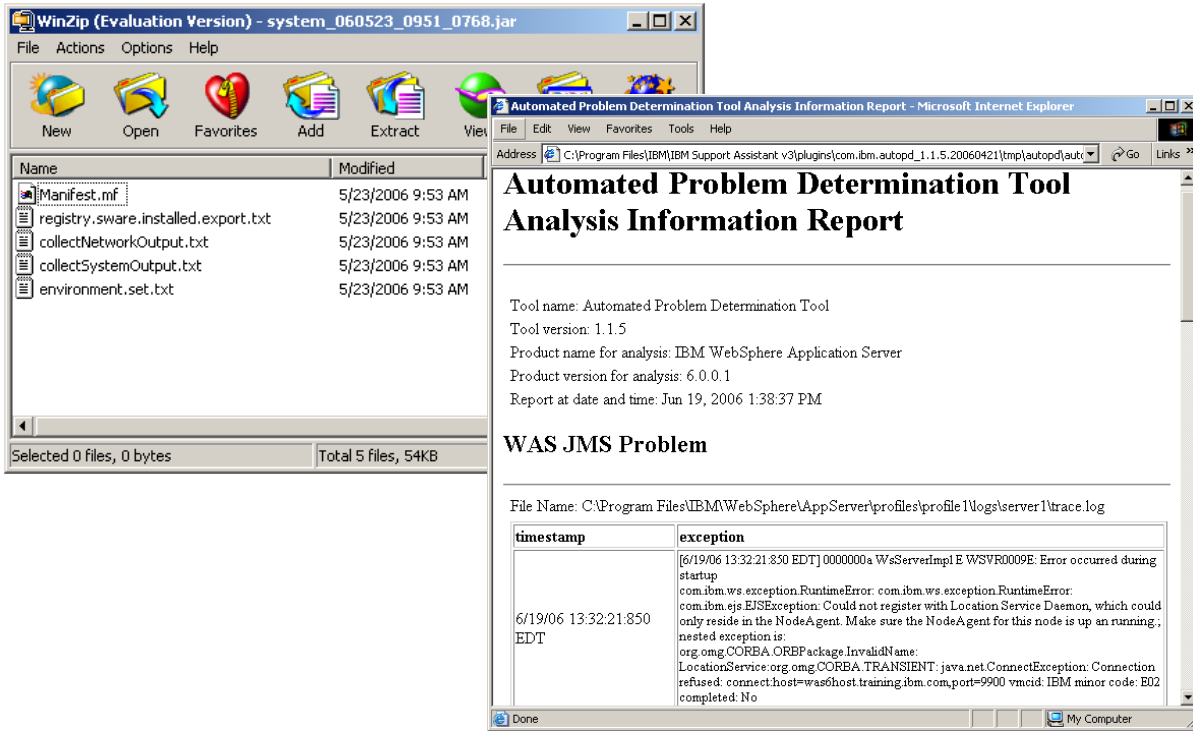 WinZip (Evaluation Version) - system_060523_0951_0768.jar
File Actions Options Help
New Open Favorites Add Extract
Name Modified
Manifest.mf 5/23/2006 9:53 AM
registry.sware.installed.export.txt 5/23/2006 9:53 AM
collectNetworkOutput.txt 5/23/2006 9:53 AM
collectSystemOutput.txt 5/23/2006 9:53 AM
environment.set.txt 5/23/2006 9:53 AM
Selected 0 files, 0 bytes Total 5 files, 54KB
Automated Problem Determination Tool Analysis Information Report - Microsoft Internet Explorer
File Edit View Favorites Tools Help
Address C:\Program Files\IBM\IBM Support Assistant v3\plugins\com.ibm.autopd_1.1.5.20060421\tmp\autopd\aut Go Links »
Automated Problem Determination Tool
Analysis Information Report
Tool name: Automated Problem Determination Tool
Tool version: 1.1.5
Product name for analysis: IBM WebSphere Application Server
Product version for analysis: 6.0.0.1
Report at date and time: Jun 19, 2006 1:38:37 PM
WAS JMS Problem
File Name: C:\Program Files\IBM\WebSphere\AppServer\profiles\profile1\logs\server1\trace.log
timestamp exception
6/19/06 13:32:21:850
EDT
[6/19/06 13:32:21:850 EDT] 0000000a WsServerImpl E WSVR0009E: Error occurred during
startup
com.ibm.ws.exception.RuntimeError: com.ibm.ws.exception.RuntimeError:
com.ibm.ejs.EJSException: Could not register with Location Service Daemon, which could
only reside in the NodeAgent. Make sure the NodeAgent for this node is up an running.;
nested exception is:
org.omg.CORBA.ORBPackage.InvalidName:
LocationService:org.omg.CORBA.TRANSIENT: java.net.ConnectException: Connection
refused: connect:host=was6host.training.ibm.com,port=9900 vmcid: IBM minor code: E02
completed: No
Done My Computer